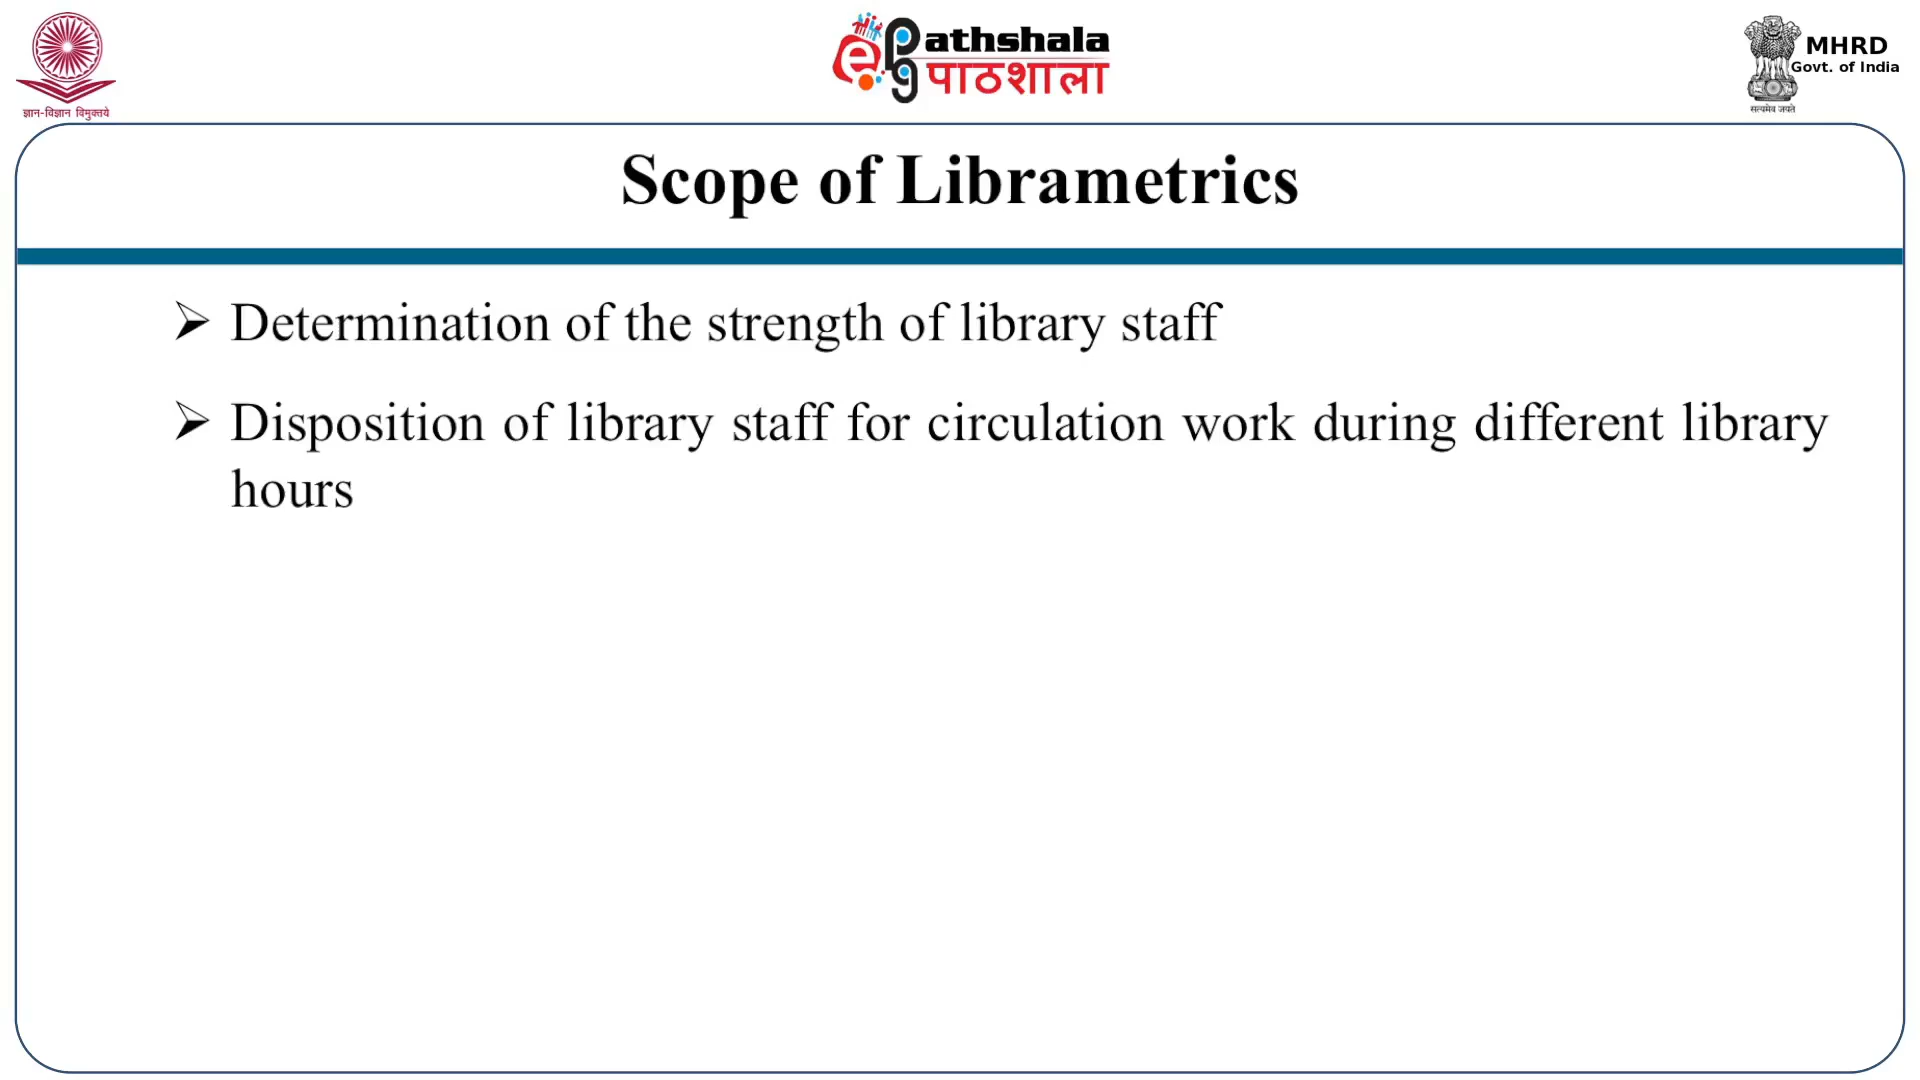 ज्ञान-विज्ञान विमुक्तये
e
Pathshala
pg पाठशाला
MHRD
Govt. of India
सत्यमेव जयते
Scope of Librametrics
➢ Determination of the strength of library staff
➢ Disposition of library staff for circulation work during different library
hours